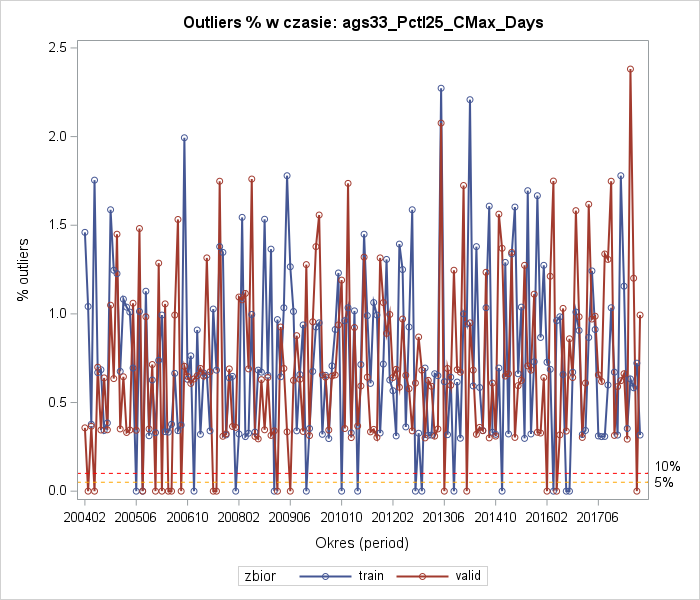 Outliers % w czasie: ags33_Pctl25_CMax_Days
2.5
2.0
1.5
1.0
0.5
0.0
% outliers
10%
5%
200402 200506 200610 200802 200906 201010 201202 201306 201410 201602 201706
Okres (period)
zbior train valid